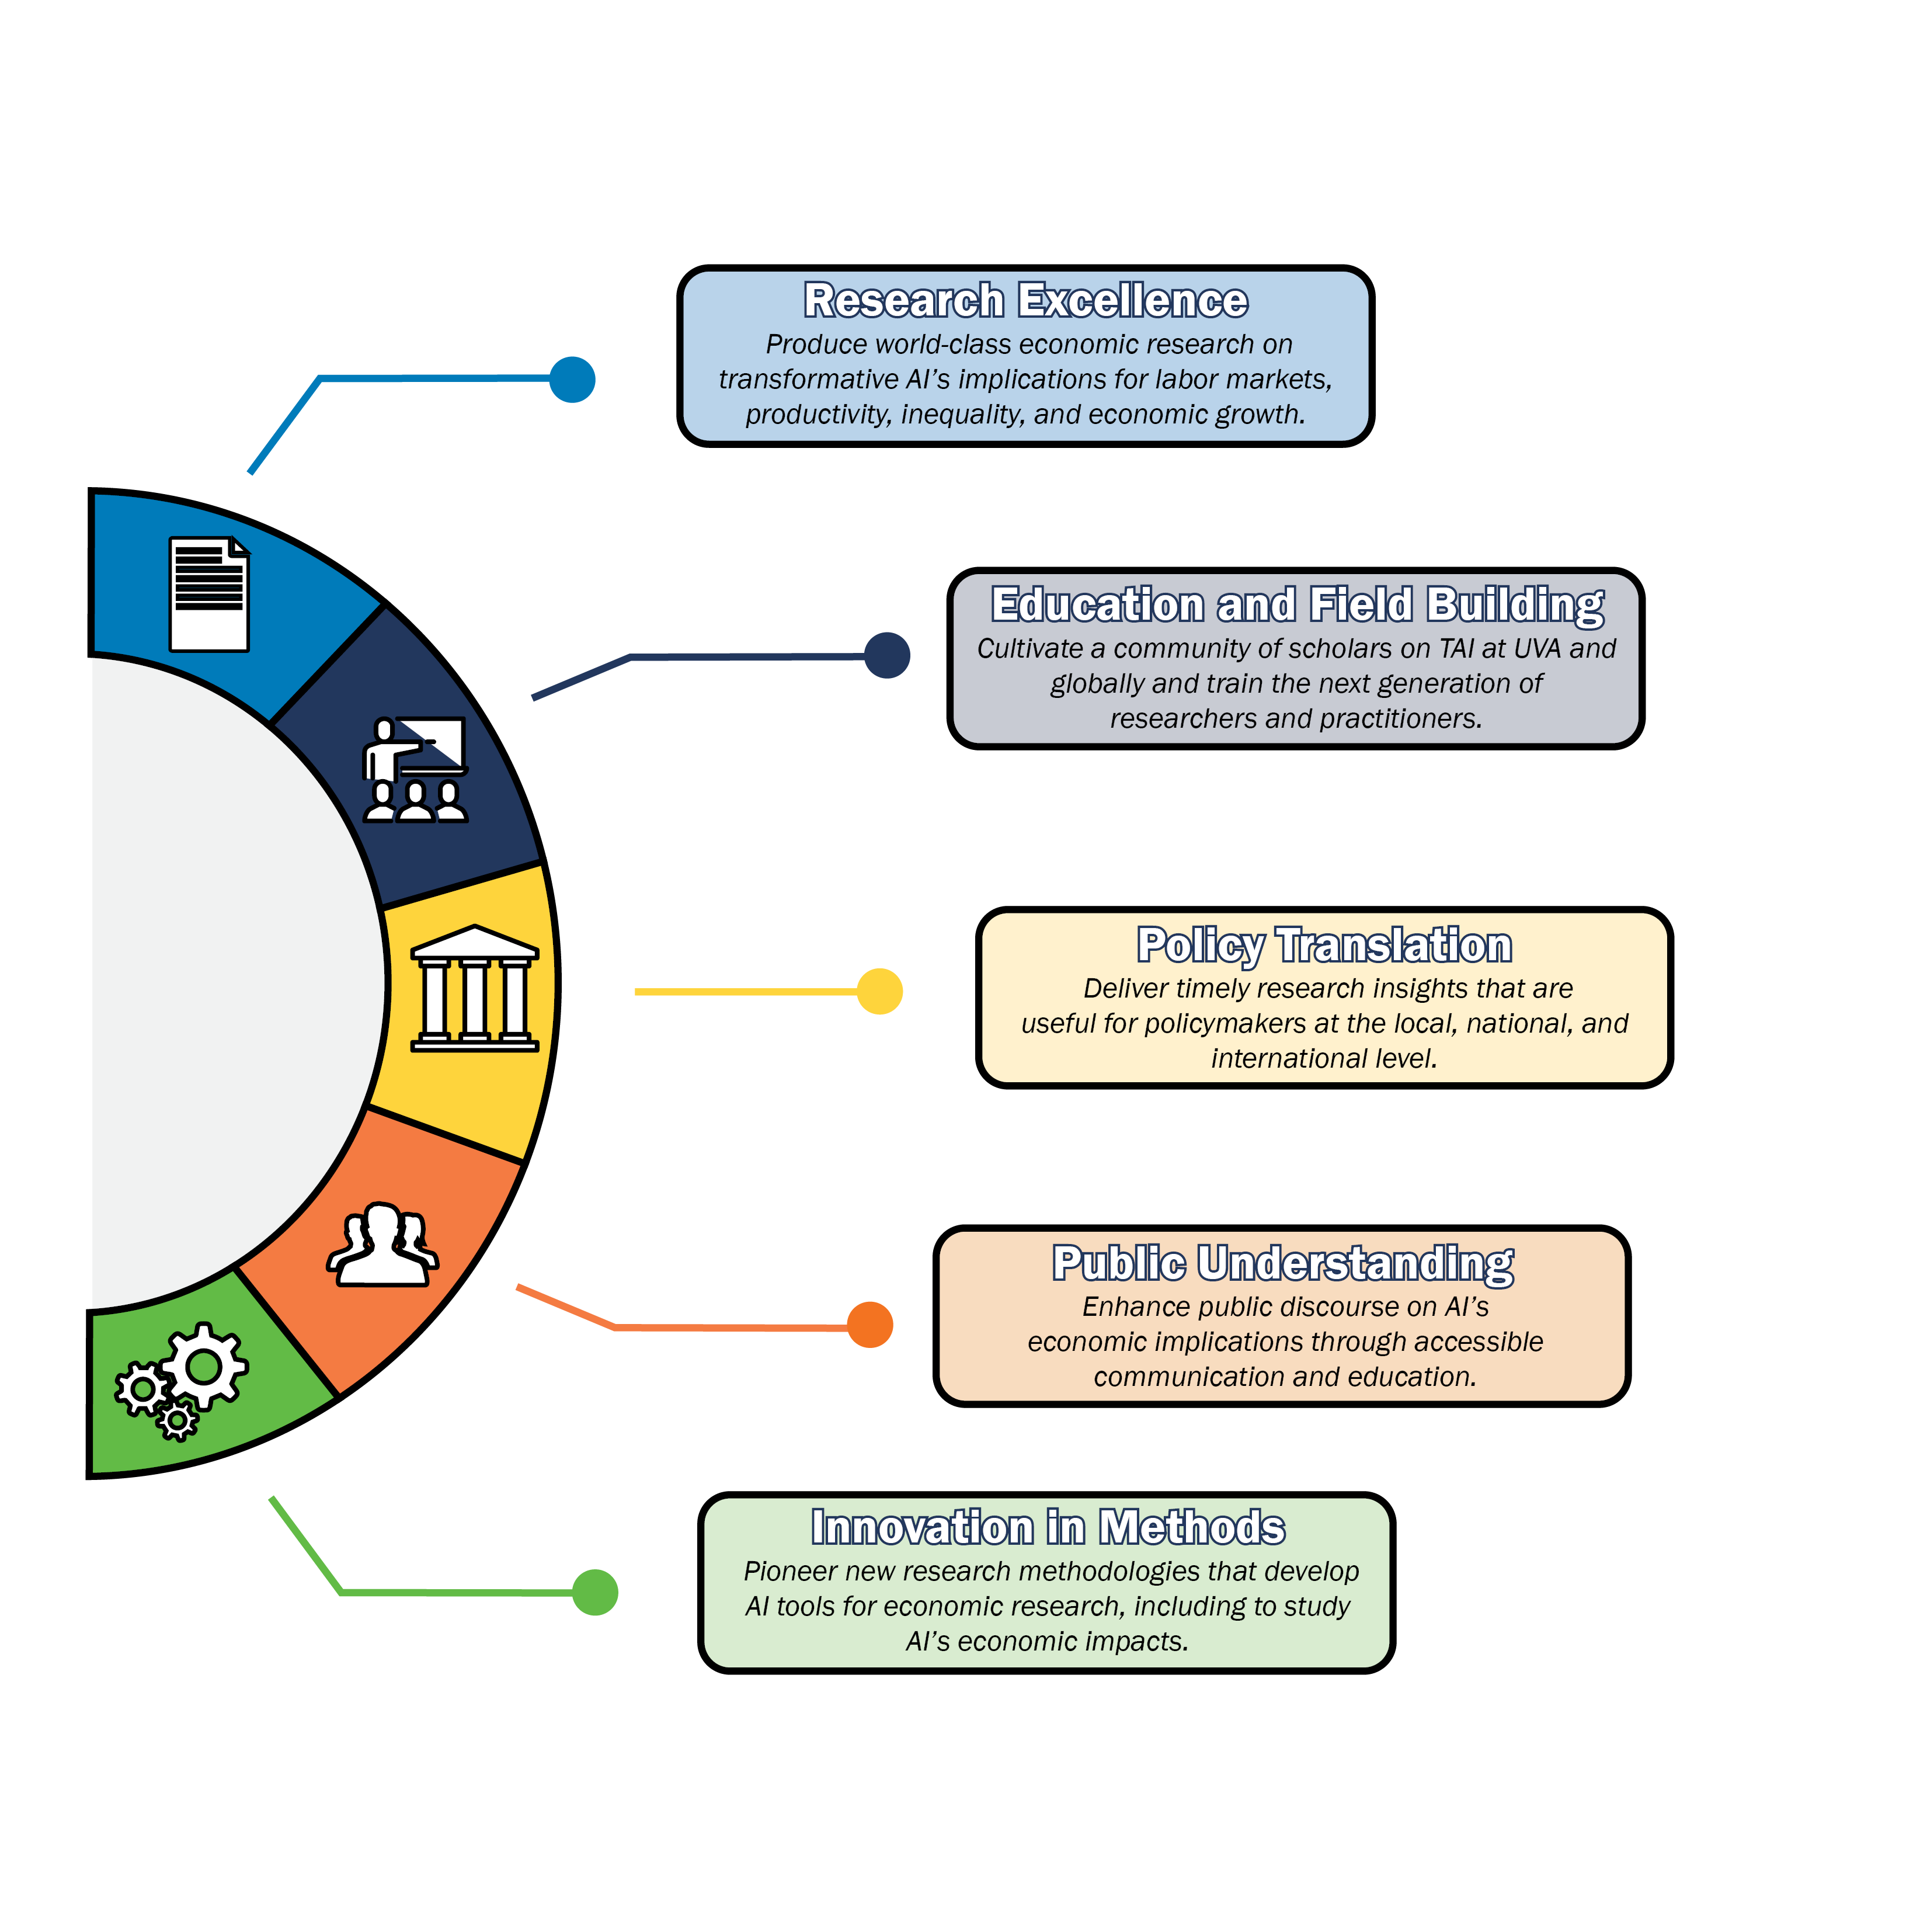 Research Excellence
Produce world-class economic research on
transformative AI’s implications for labor markets,
productivity, inequality, and economic growth.
Education and Field Building
Cultivate a community of scholars on TAI at UVA and
globally and train the next generation of
researchers and practitioners.
Policy Translation
Deliver timely research insights that are
useful for policymakers at the local, national, and
international level.
Public Understanding
Enhance public discourse on AI’s
economic implications through accessible
communication and education.
Innovation in Methods
Pioneer new research methodologies that develop
AI tools for economic research, including to study
AI’s economic impacts.